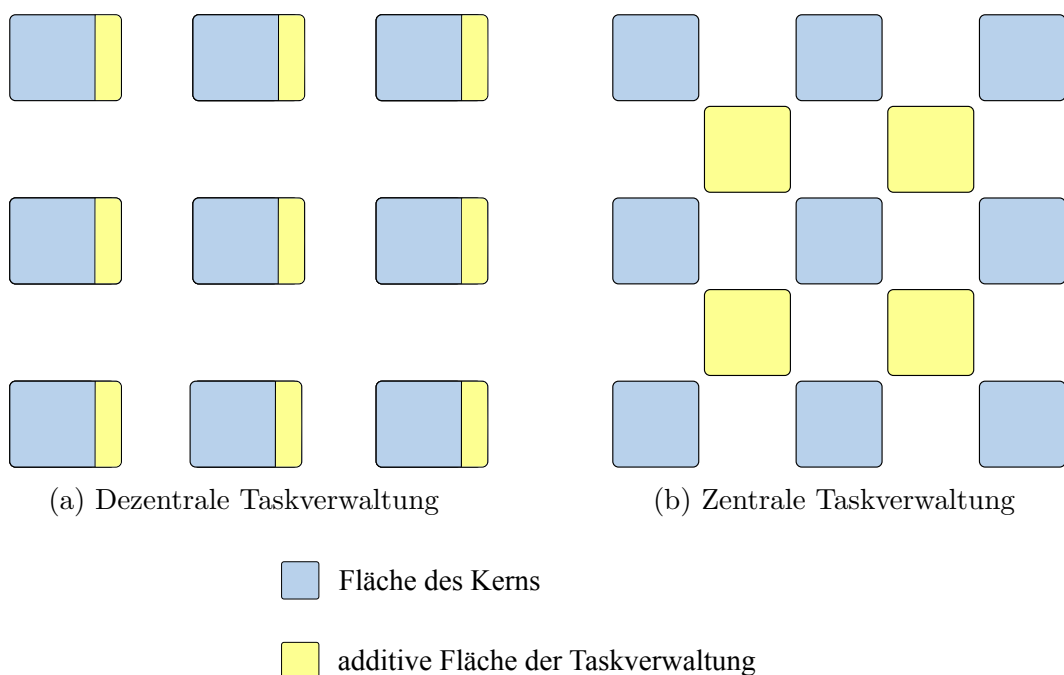 (a) Dezentrale Taskverwaltung
(b) Zentrale Taskverwaltung
Fläche des Kerns
additive Fläche der Taskverwaltung